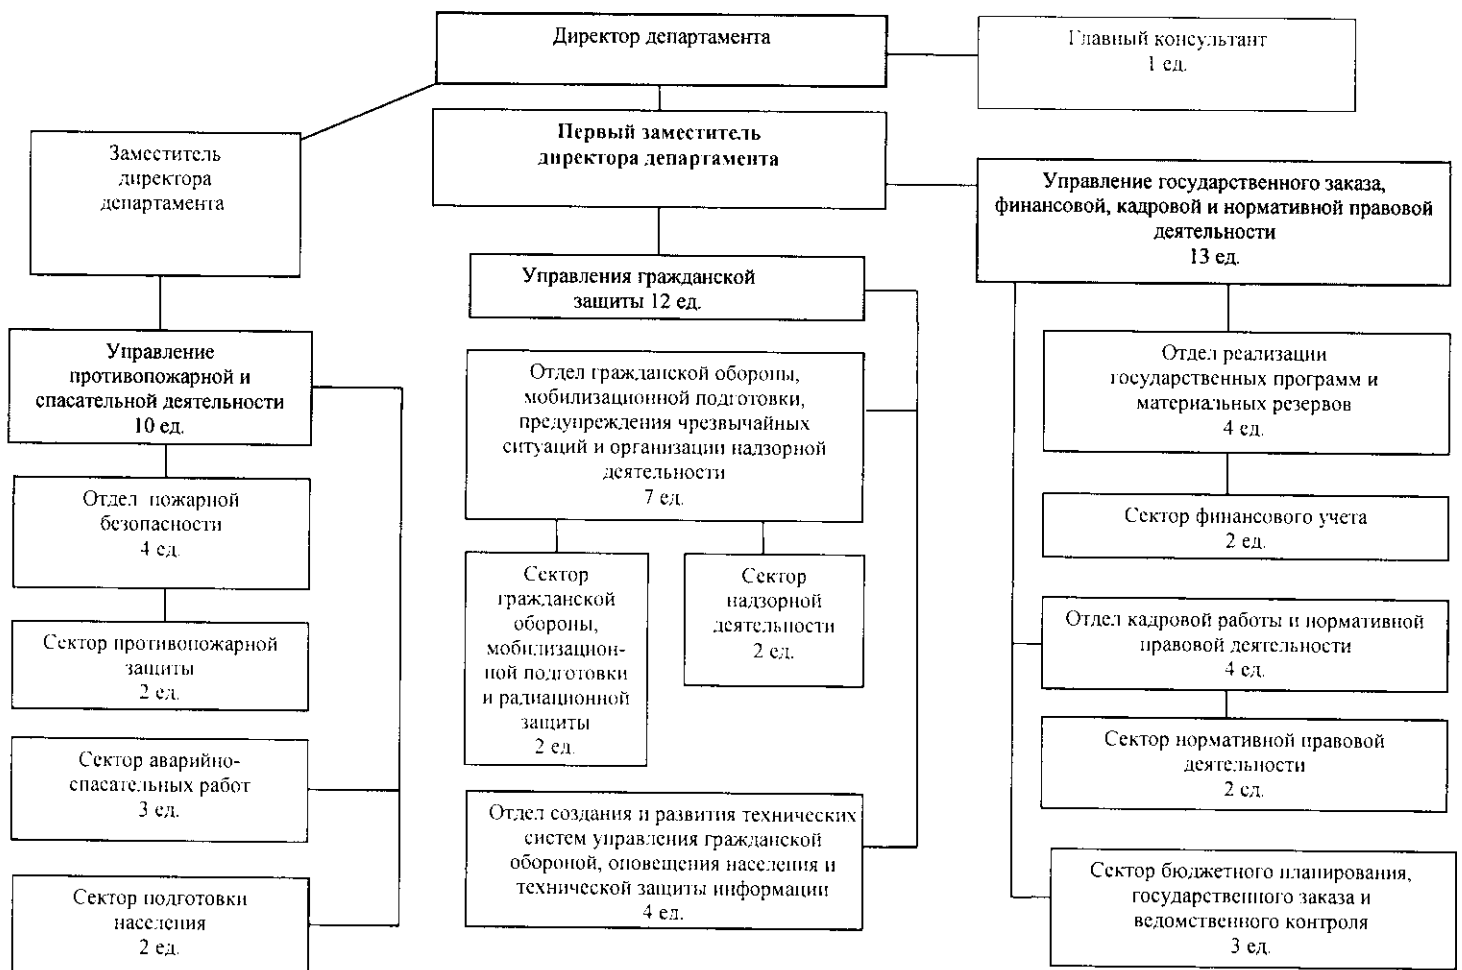 Директор департамента
Главный консультант
1 ед.
Первый заместитель
директора департамента
Заместитель
директора
департамента
Управление государственного заказа,
финансовой, кадровой и нормативной правовой
деятельности
13 ед.
Управления гражданской
защиты 12 ед.
Управление
противопожарной и
спасательной деятельности
10 ед.
Отдел гражданской обороны,
мобилизационной подготовки,
предупреждения чрезвычайных
ситуаций и организации надзорной
деятельности
7 ед.
Отдел реализации
государственных программ и
материальных резервов
4 ед.
Отдел пожарной
безопасности
4 ед.
Сектор финансового учета
2 ед.
Сектор
гражданской
обороны,
мобилизацион-
ной подготовки
и радиационной
защиты
2 ед.
Сектор
надзорной
деятельности
2 ед.
Отдел кадровой работы и нормативной
правовой деятельности
4 ед.
Сектор противопожарной
защиты
2 ед.
Сектор нормативной правовой
деятельности
2 ед.
Сектор аварийно-
спасательных работ
3 ед.
Отдел создания и развития технических
систем управления гражданской
обороной, оповещения населения и
технической защиты информации
4 ед.
Сектор бюджетного планирования,
государственного заказа и
ведомственного контроля
3 ед.
Сектор подготовки
населения
2 ед.